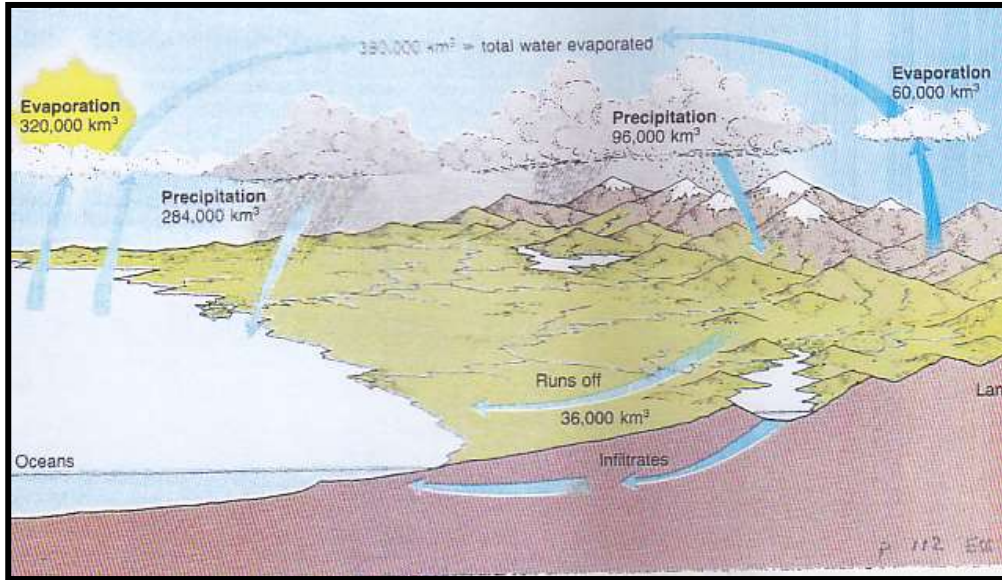 380,000 km³ = total water evaporated
Evaporation
320,000 km³
Evaporation
60,000 km³
Precipitation
96,000 km³
Precipitation
284,000 km³
Runs off
36,000 km³
Lan
Oceans
Infiltrates
p 112